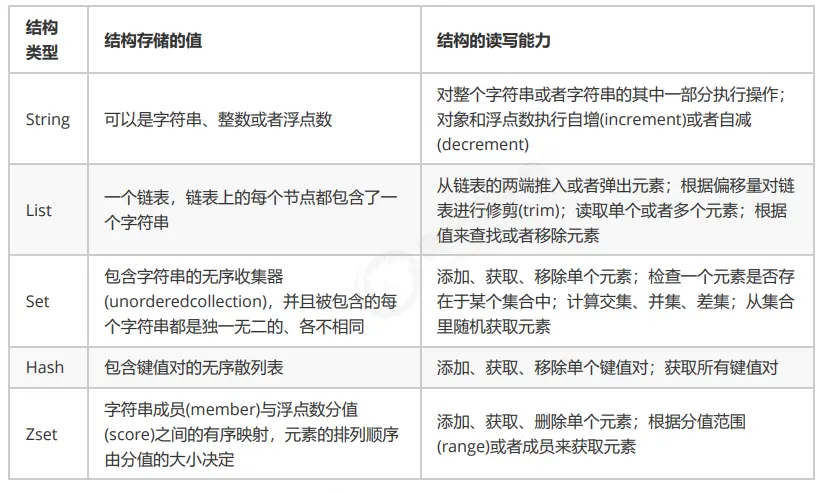 结构
类型
结构存储的值
结构的读写能力
String
可以是字符串、整数或者浮点数
对整个字符串或者字符串的其中一部分执行操作；
对象和浮点数执行自增(increment)或者自减
(decrement)
List
一个链表，链表上的每个节点都包含了一
个字符串
从链表的两端推入或者弹出元素；根据偏移量对链
表进行修剪(trim)；读取单个或者多个元素；根据
值来查找或者移除元素
Set
包含字符串的无序收集器
(unorderedcollection)，并且被包含的每
个字符串都是独一无二的、各不相同
添加、获取、移除单个元素；检查一个元素是否存
在于某个集合中；计算交集、并集、差集；从集合
里随机获取元素
Hash
包含键值对的无序散列表
添加、获取、移除单个键值对；获取所有键值对
Zset
字符串成员(member)与浮点数分值
(score)之间的有序映射，元素的排列顺序
由分值的大小决定
添加、获取、删除单个元素；根据分值范围
(range)或者成员来获取元素